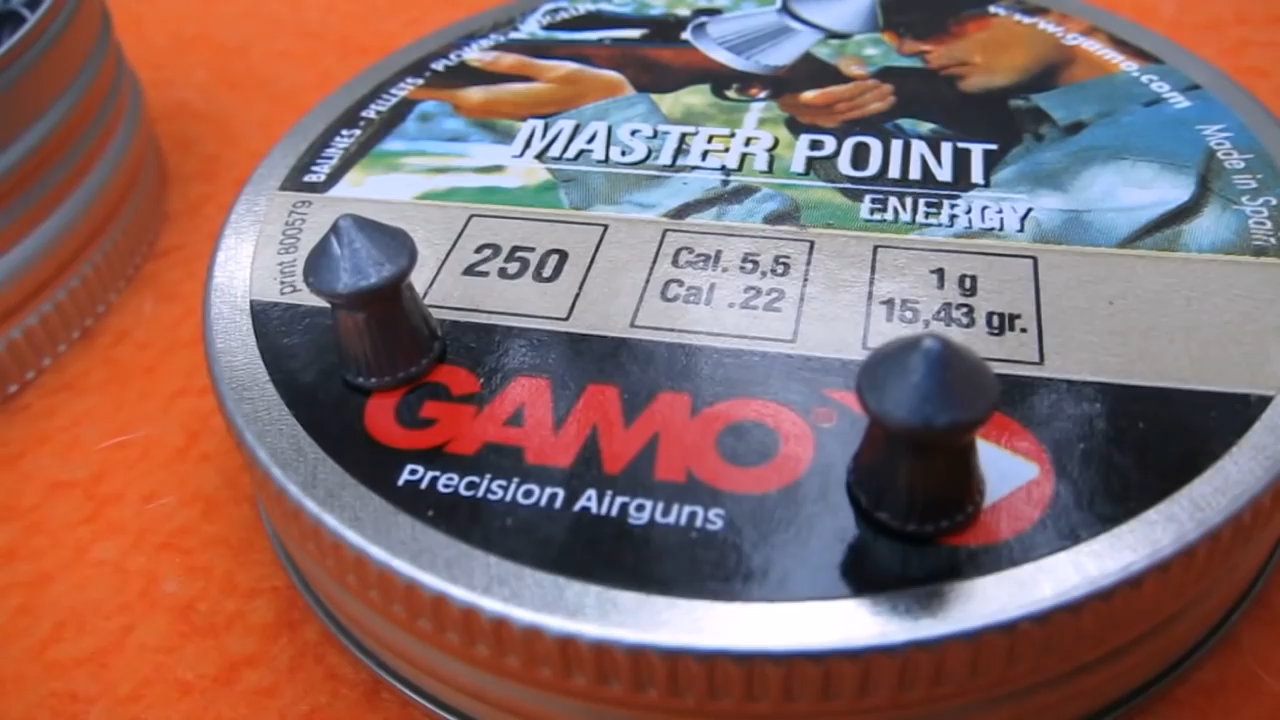 BALINES - PELLETS - PLOMBS
www.gamo.com
Made in Spain
MASTER POINT
ENERGY
print 800579
250
Cal. 5,5
Cal .22
1 g
15,43 gr.
GAMO
Precision Airguns